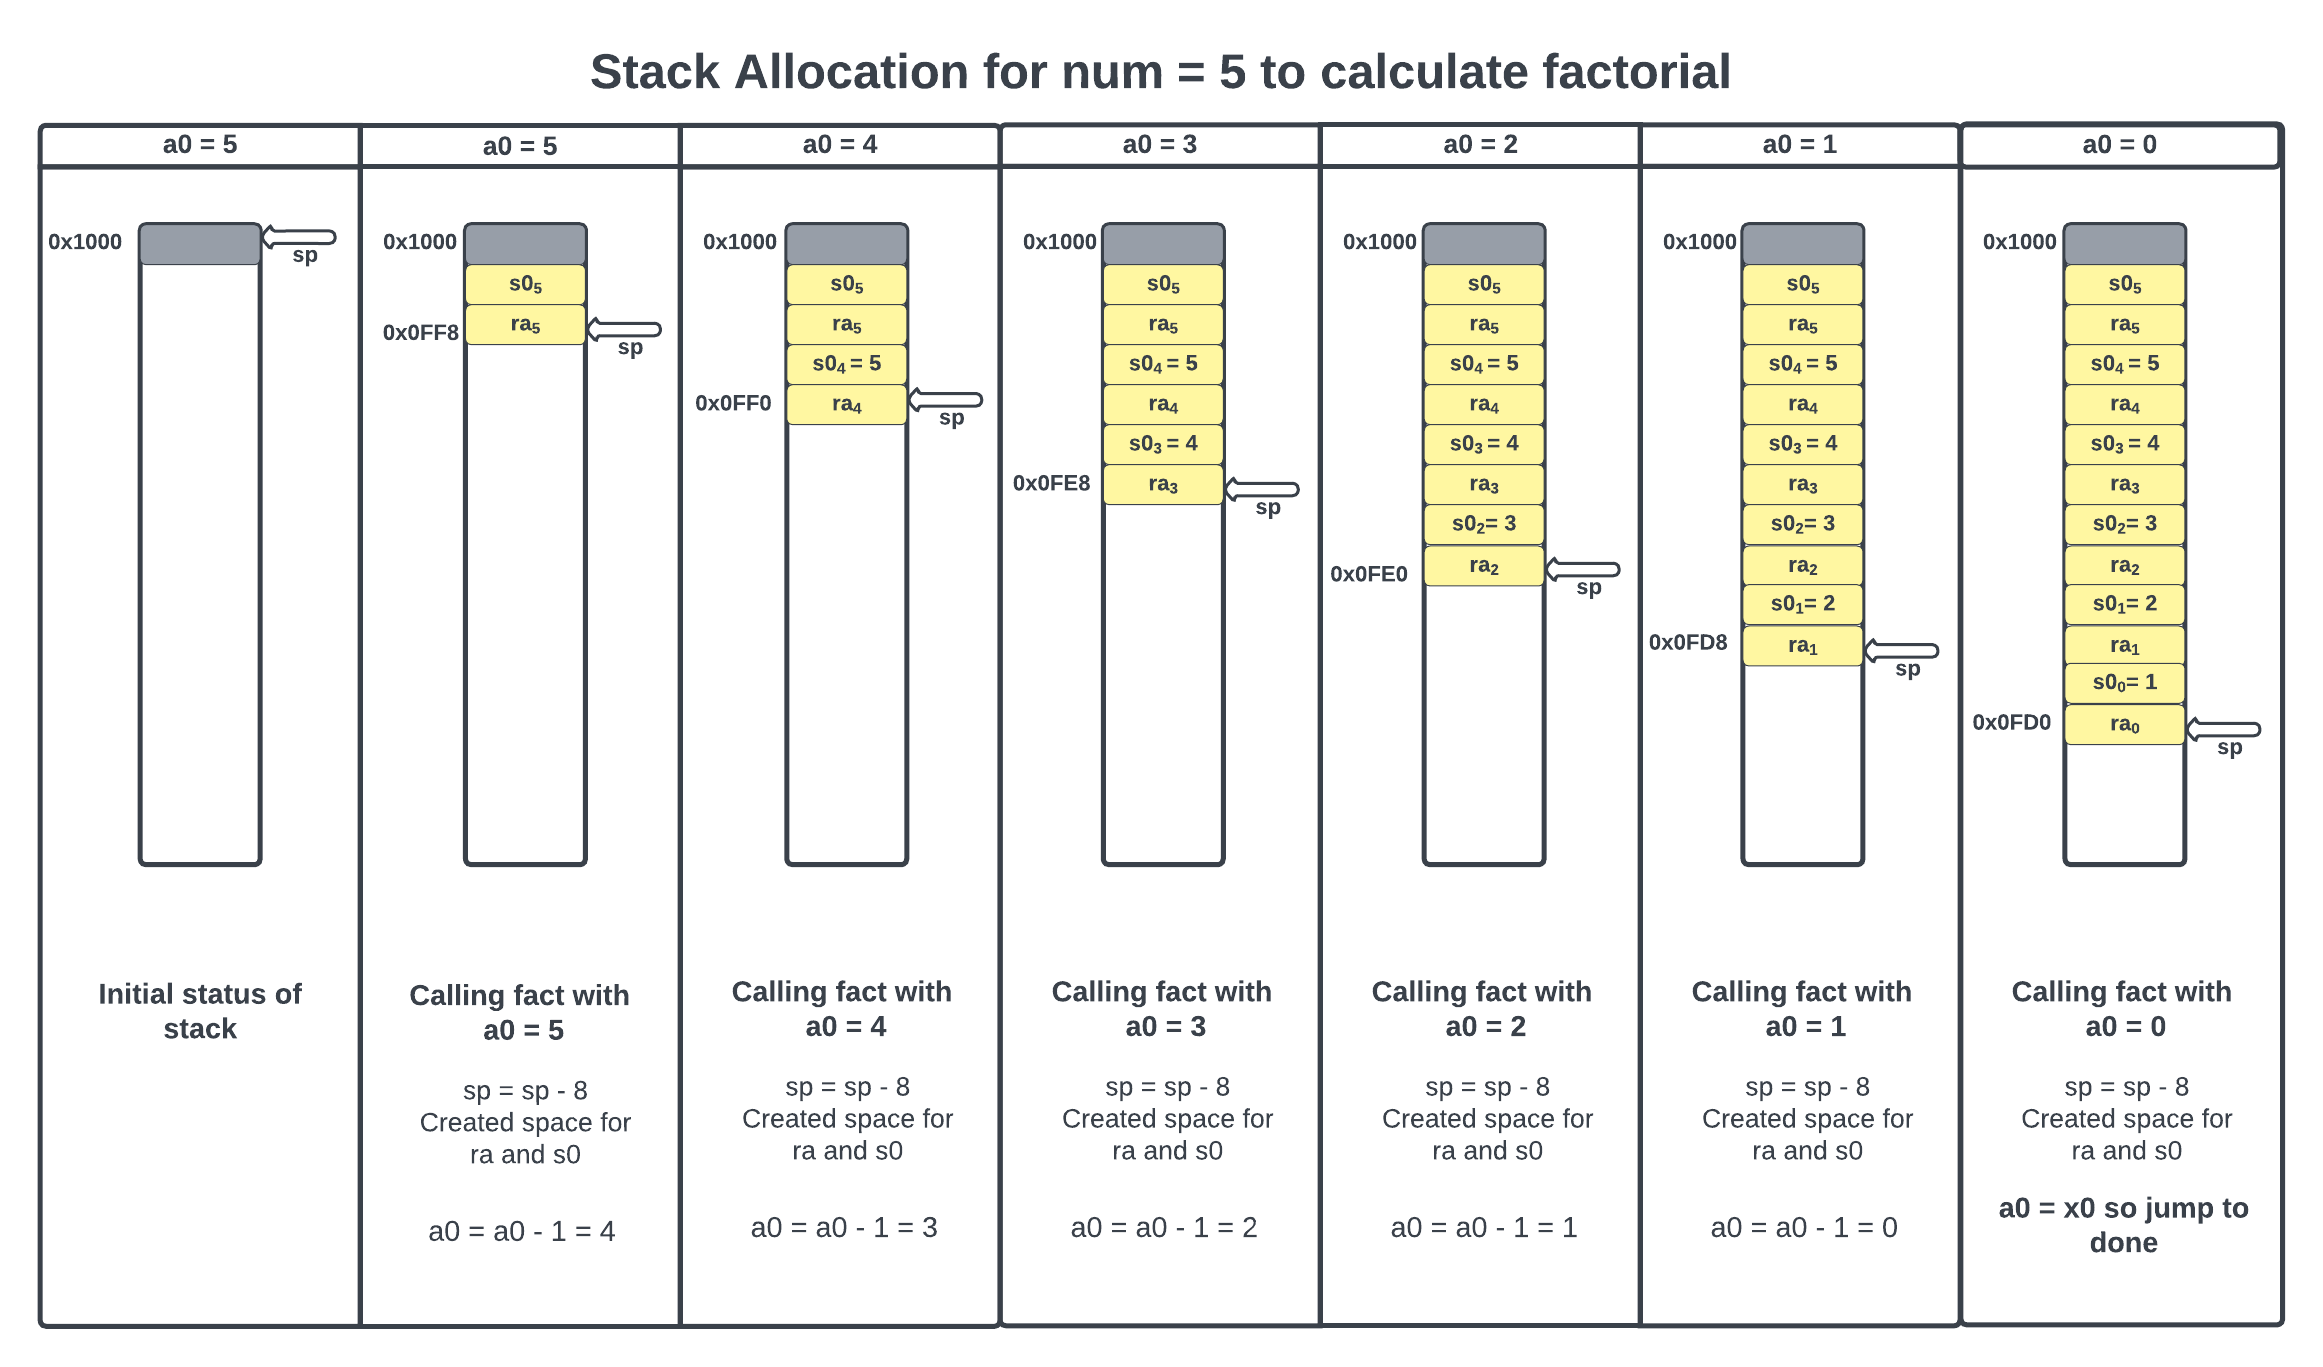 Stack Allocation for num = 5 to calculate factorial
a0 = 5
0x1000
sp
Initial status of
stack
a0 = 5
0x1000
s0₅
ra₅
0x0FF8
sp
Calling fact with
a0 = 5
sp = sp - 8
Created space for
ra and s0
a0 = a0 - 1 = 4
a0 = 4
0x1000
s0₅
ra₅
s0₄ = 5
ra₄
0x0FF0
sp
Calling fact with
a0 = 4
sp = sp - 8
Created space for
ra and s0
a0 = a0 - 1 = 3
a0 = 3
0x1000
s0₅
ra₅
s0₄ = 5
ra₄
s0₃ = 4
ra₃
0x0FE8
sp
Calling fact with
a0 = 3
sp = sp - 8
Created space for
ra and s0
a0 = a0 - 1 = 2
a0 = 2
0x1000
s0₅
ra₅
s0₄ = 5
ra₄
s0₃ = 4
ra₃
s0₂= 3
ra₂
0x0FE0
sp
Calling fact with
a0 = 2
sp = sp - 8
Created space for
ra and s0
a0 = a0 - 1 = 1
a0 = 1
0x1000
s0₅
ra₅
s0₄ = 5
ra₄
s0₃ = 4
ra₃
s0₂= 3
ra₂
s0₁= 2
ra₁
0x0FD8
sp
Calling fact with
a0 = 1
sp = sp - 8
Created space for
ra and s0
a0 = a0 - 1 = 0
a0 = 0
0x1000
s0₅
ra₅
s0₄ = 5
ra₄
s0₃ = 4
ra₃
s0₂= 3
ra₂
s0₁= 2
ra₁
s0₀= 1
ra₀
0x0FD0
sp
Calling fact with
a0 = 0
sp = sp - 8
Created space for
ra and s0
a0 = x0 so jump to
done